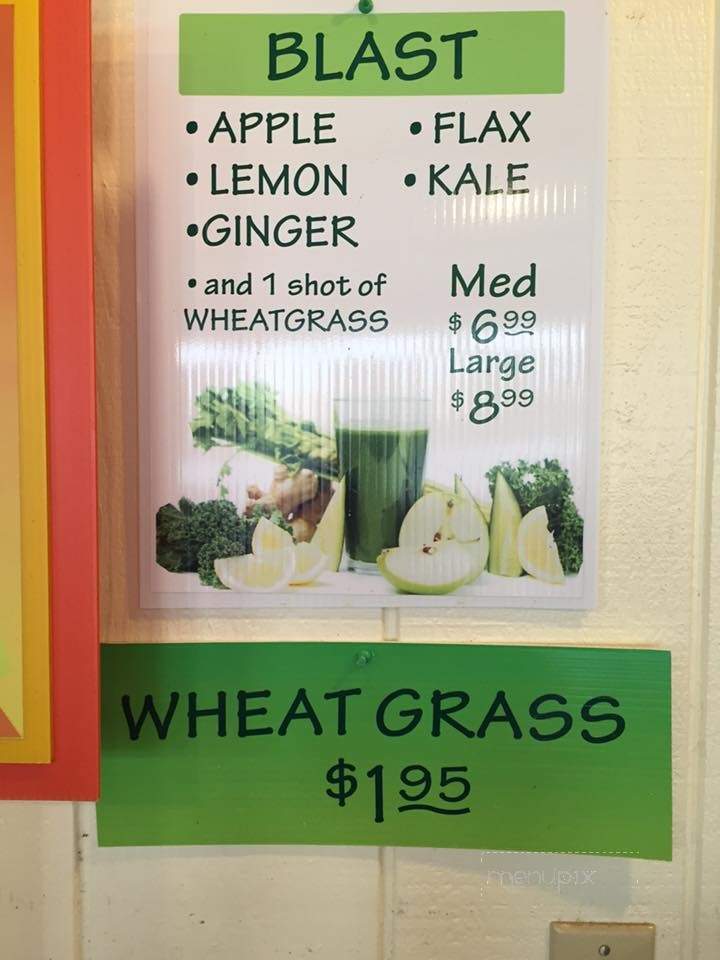 BLAST
• APPLE
• LEMON
•GINGER
• and 1 shot of
WHEATGRASS
• FLAX
• KALE
Med
$6.99
Large
$8.99
WHEAT GRASS
$1.95
menupix